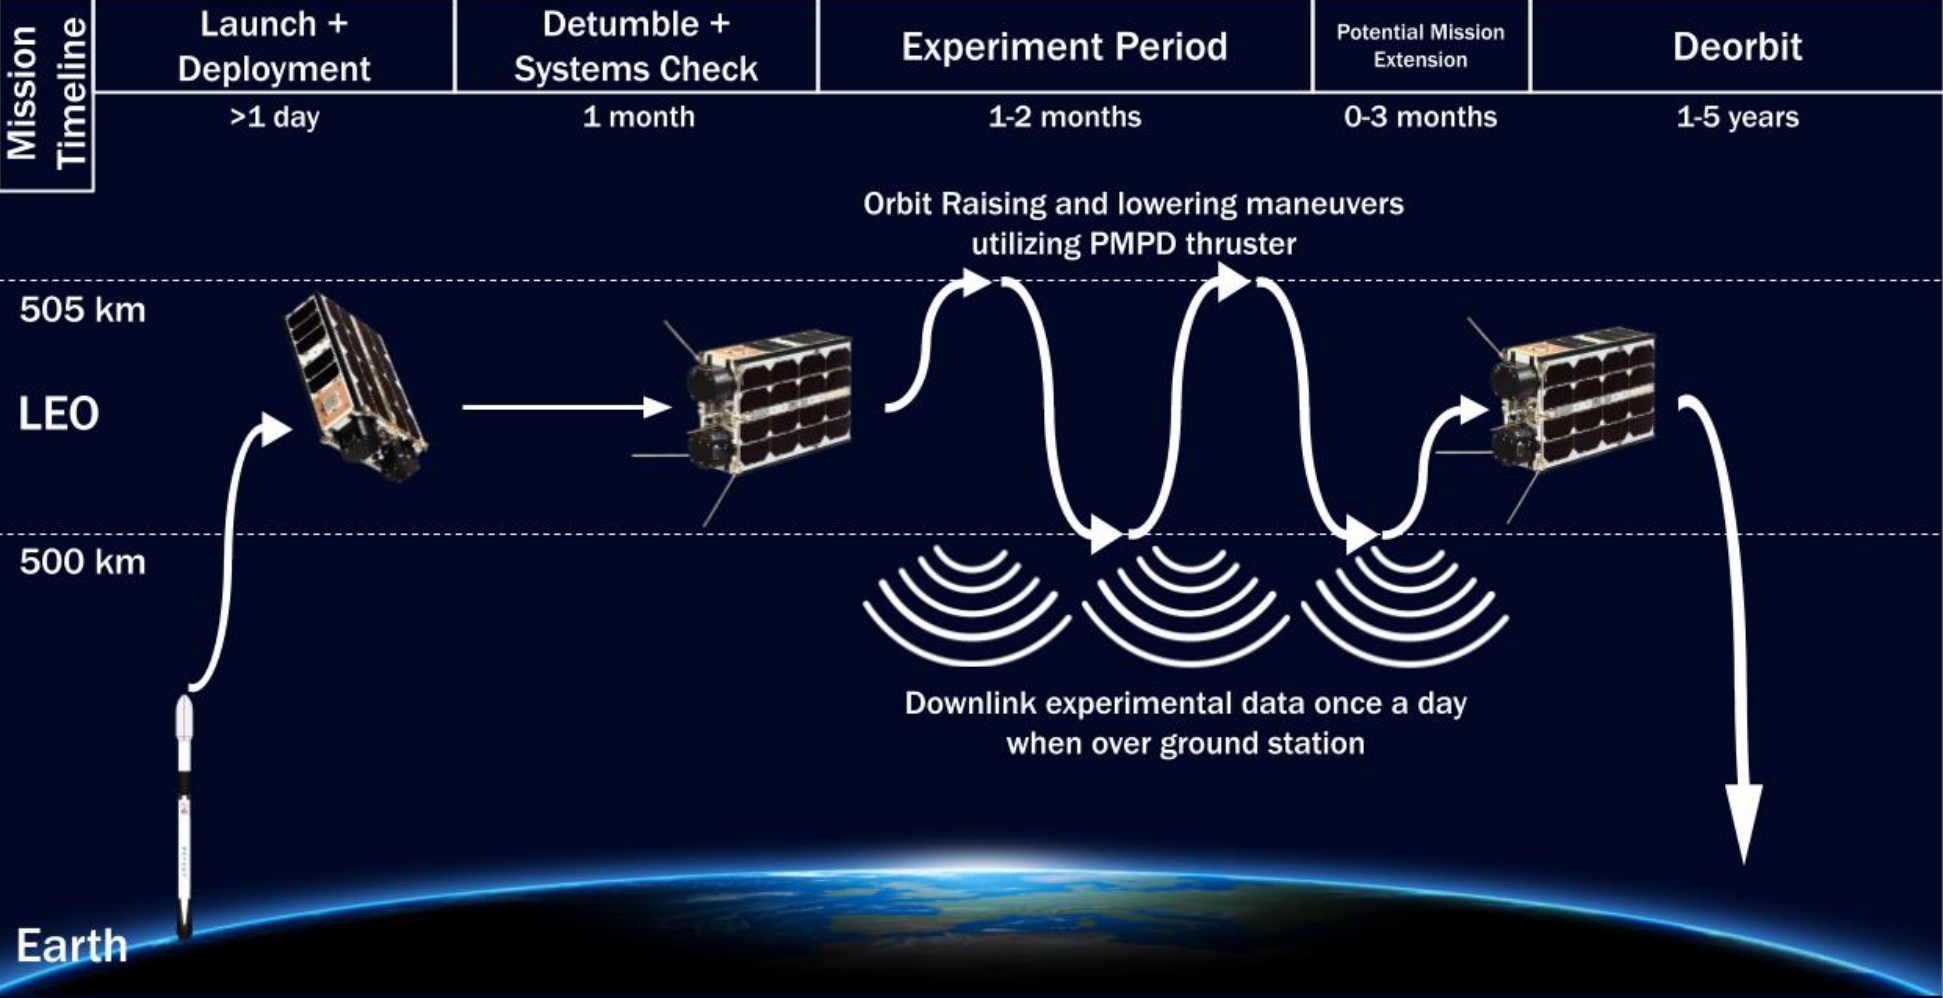 Mission
Timeline
Launch +
Deployment
Detumble +
Systems Check
Experiment Period
Potential Mission
Extension
Deorbit
>1 day
1 month
1-2 months
0-3 months
1-5 years
Orbit Raising and lowering maneuvers
utilizing PMPD thruster
505 km
LEO
500 km
Downlink experimental data once a day
when over ground station
Earth